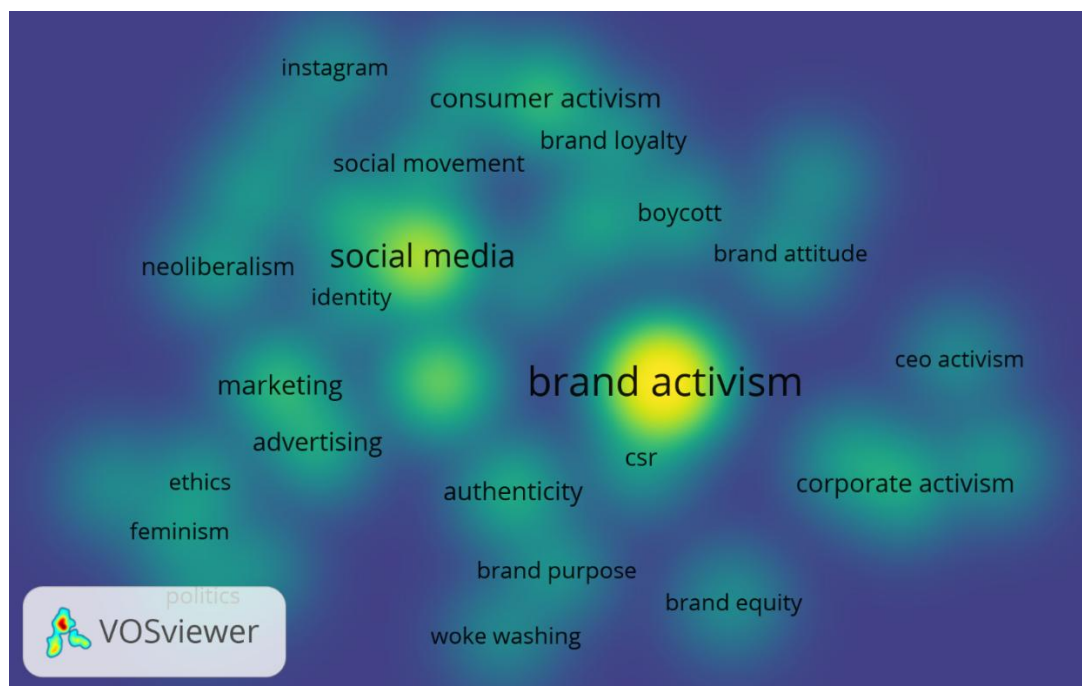 instagram
consumer activism
brand loyalty
social movement
boycott
social media
brand attitude
neoliberalism
identity
ceo activism
brand activism
marketing
advertising
csr
ethics
authenticity
corporate activism
feminism
brand purpose
politics
brand equity
VOSviewer
woke washing